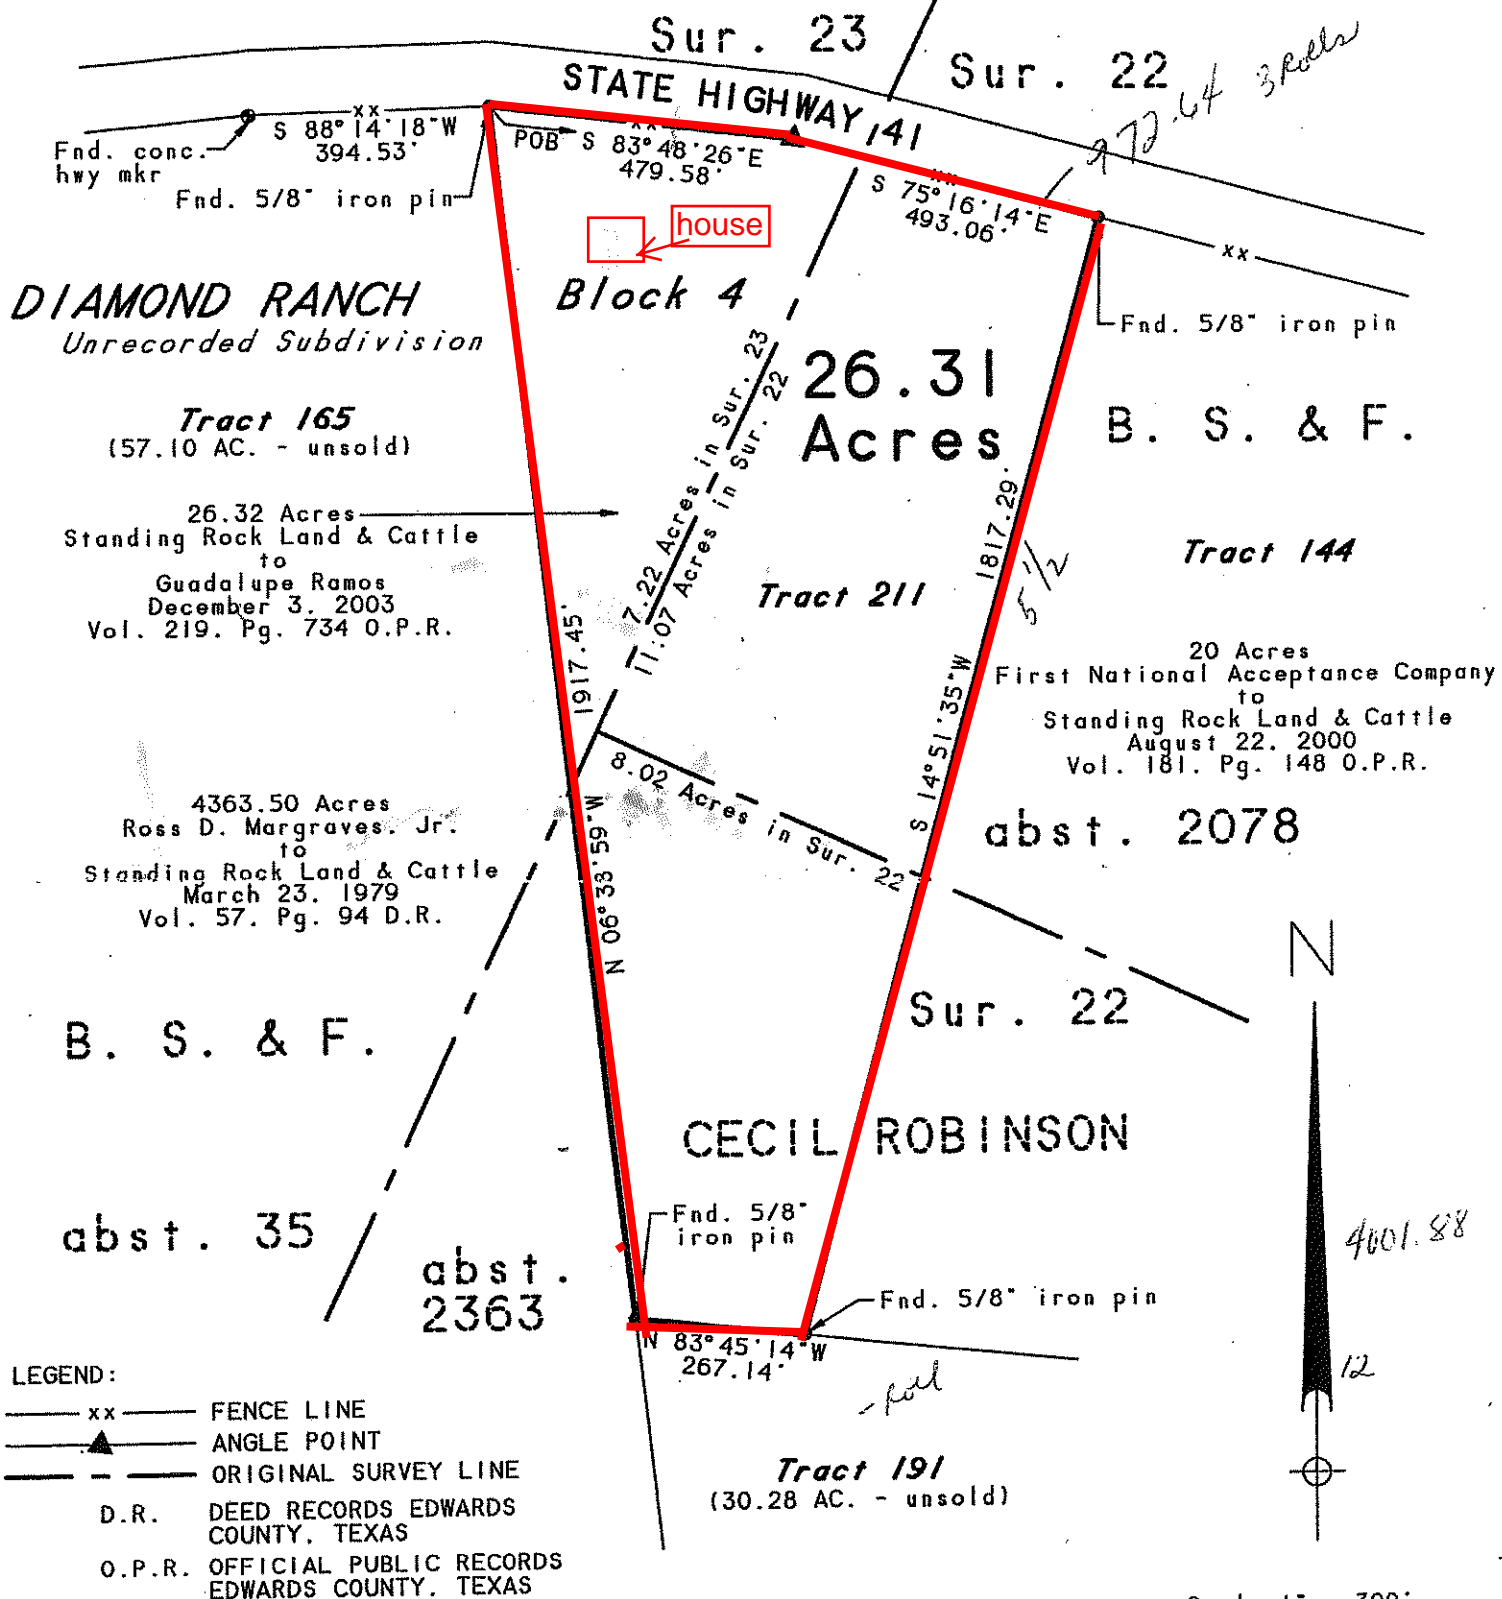 Sur. 23
Sur. 22
972.64 3 Rolls
STATE HIGHWAY 141
xx
S 88°14'18"W
394.53'
Fnd. conc.
hwy mkr
Fnd. 5/8" iron pin
POB
xx
S 83°48'26"E
479.58'
xx
S 75°16'14"E
493.06'
xx
house
Fnd. 5/8" iron pin
DIAMOND RANCH
Unrecorded Subdivision
Block 4
26.31
Acres
Tract 165
(57.10 AC. - unsold)
B. S. & F.
7.22 Acres in Sur. 23
11.07 Acres in Sur. 22
26.32 Acres
Standing Rock Land & Cattle
to
Guadalupe Ramos
December 3, 2003
Vol. 219, Pg. 734 O.P.R.
1817.29'
5 1/2
Tract 144
Tract 211
1917.45'
S 14°51'35"W
20 Acres
First National Acceptance Company
to
Standing Rock Land & Cattle
August 22, 2000
Vol. 181, Pg. 148 O.P.R.
8.02 Acres in Sur. 22
4363.50 Acres
Ross D. Margraves, Jr.
to
Standing Rock Land & Cattle
March 23, 1979
Vol. 57, Pg. 94 D.R.
N 06°33'59"W
abst. 2078
N
B. S. & F.
Sur. 22
CECIL ROBINSON
abst. 35
Fnd. 5/8"
iron pin
4001.88
abst.
2363
Fnd. 5/8" iron pin
N 83°45'14"W
267.14'
12
- Roll
LEGEND:
xx FENCE LINE
ANGLE POINT
ORIGINAL SURVEY LINE
D.R. DEED RECORDS EDWARDS
COUNTY, TEXAS
O.P.R. OFFICIAL PUBLIC RECORDS
EDWARDS COUNTY, TEXAS
Tract 191
(30.28 AC. - unsold)